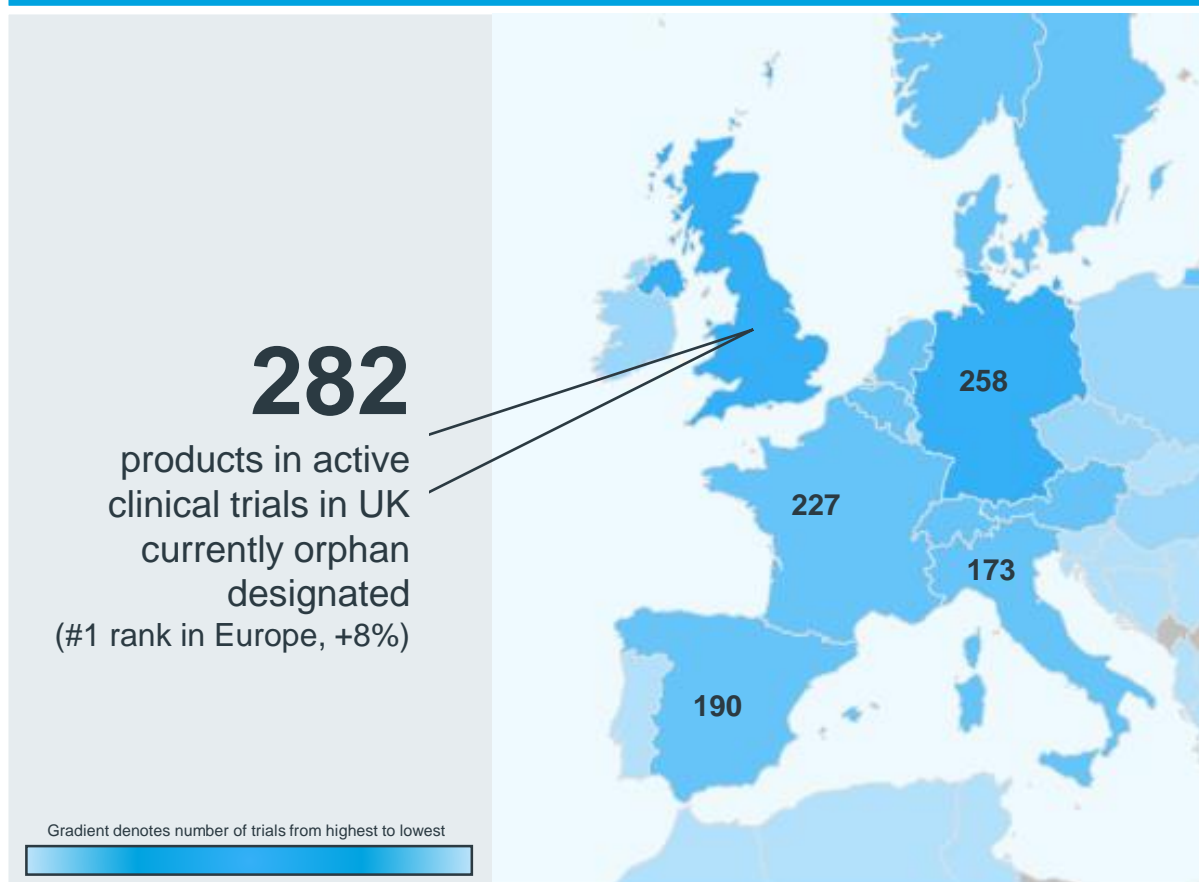 282
products in active
clinical trials in UK
currently orphan
designated
(#1 rank in Europe, +8%)
258
227
173
190
Gradient denotes number of trials from highest to lowest